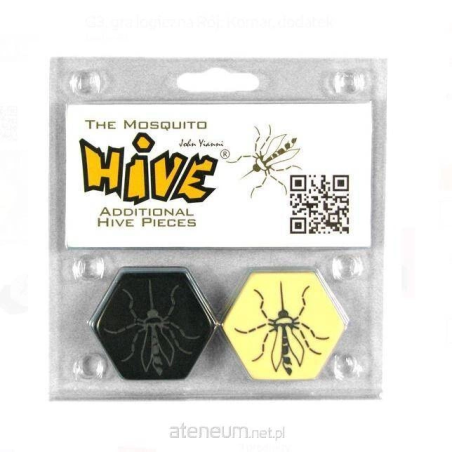 THE MOSQUITO
John Yianni
HIVE®
ADDITIONAL
HIVE PIECES
ateneum.net.pl